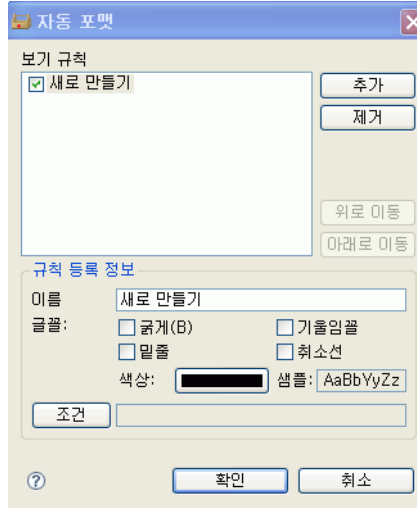 자동 포맷
보기 규칙
새로 만들기
추가
제거
위로 이동
아래로 이동
규칙 등록 정보
이름 새로 만들기
글꼴: 굵게(B) 기울임꼴
밑줄 취소선
색상: 샘플: AaBbYyZz
조건
? 확인 취소